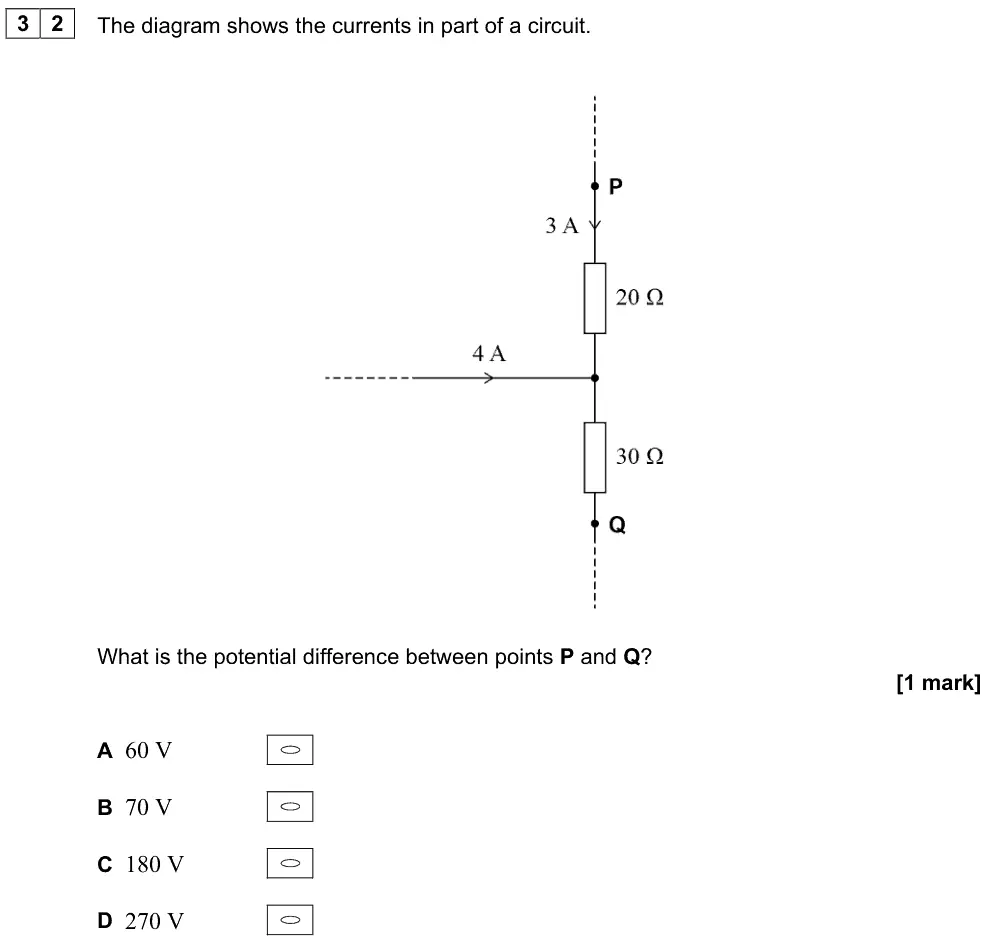 3 2 The diagram shows the currents in part of a circuit.
P
3 A
20 Ω
4 A
30 Ω
Q
What is the potential difference between points P and Q?
[1 mark]
A 60 V
B 70 V
C 180 V
D 270 V